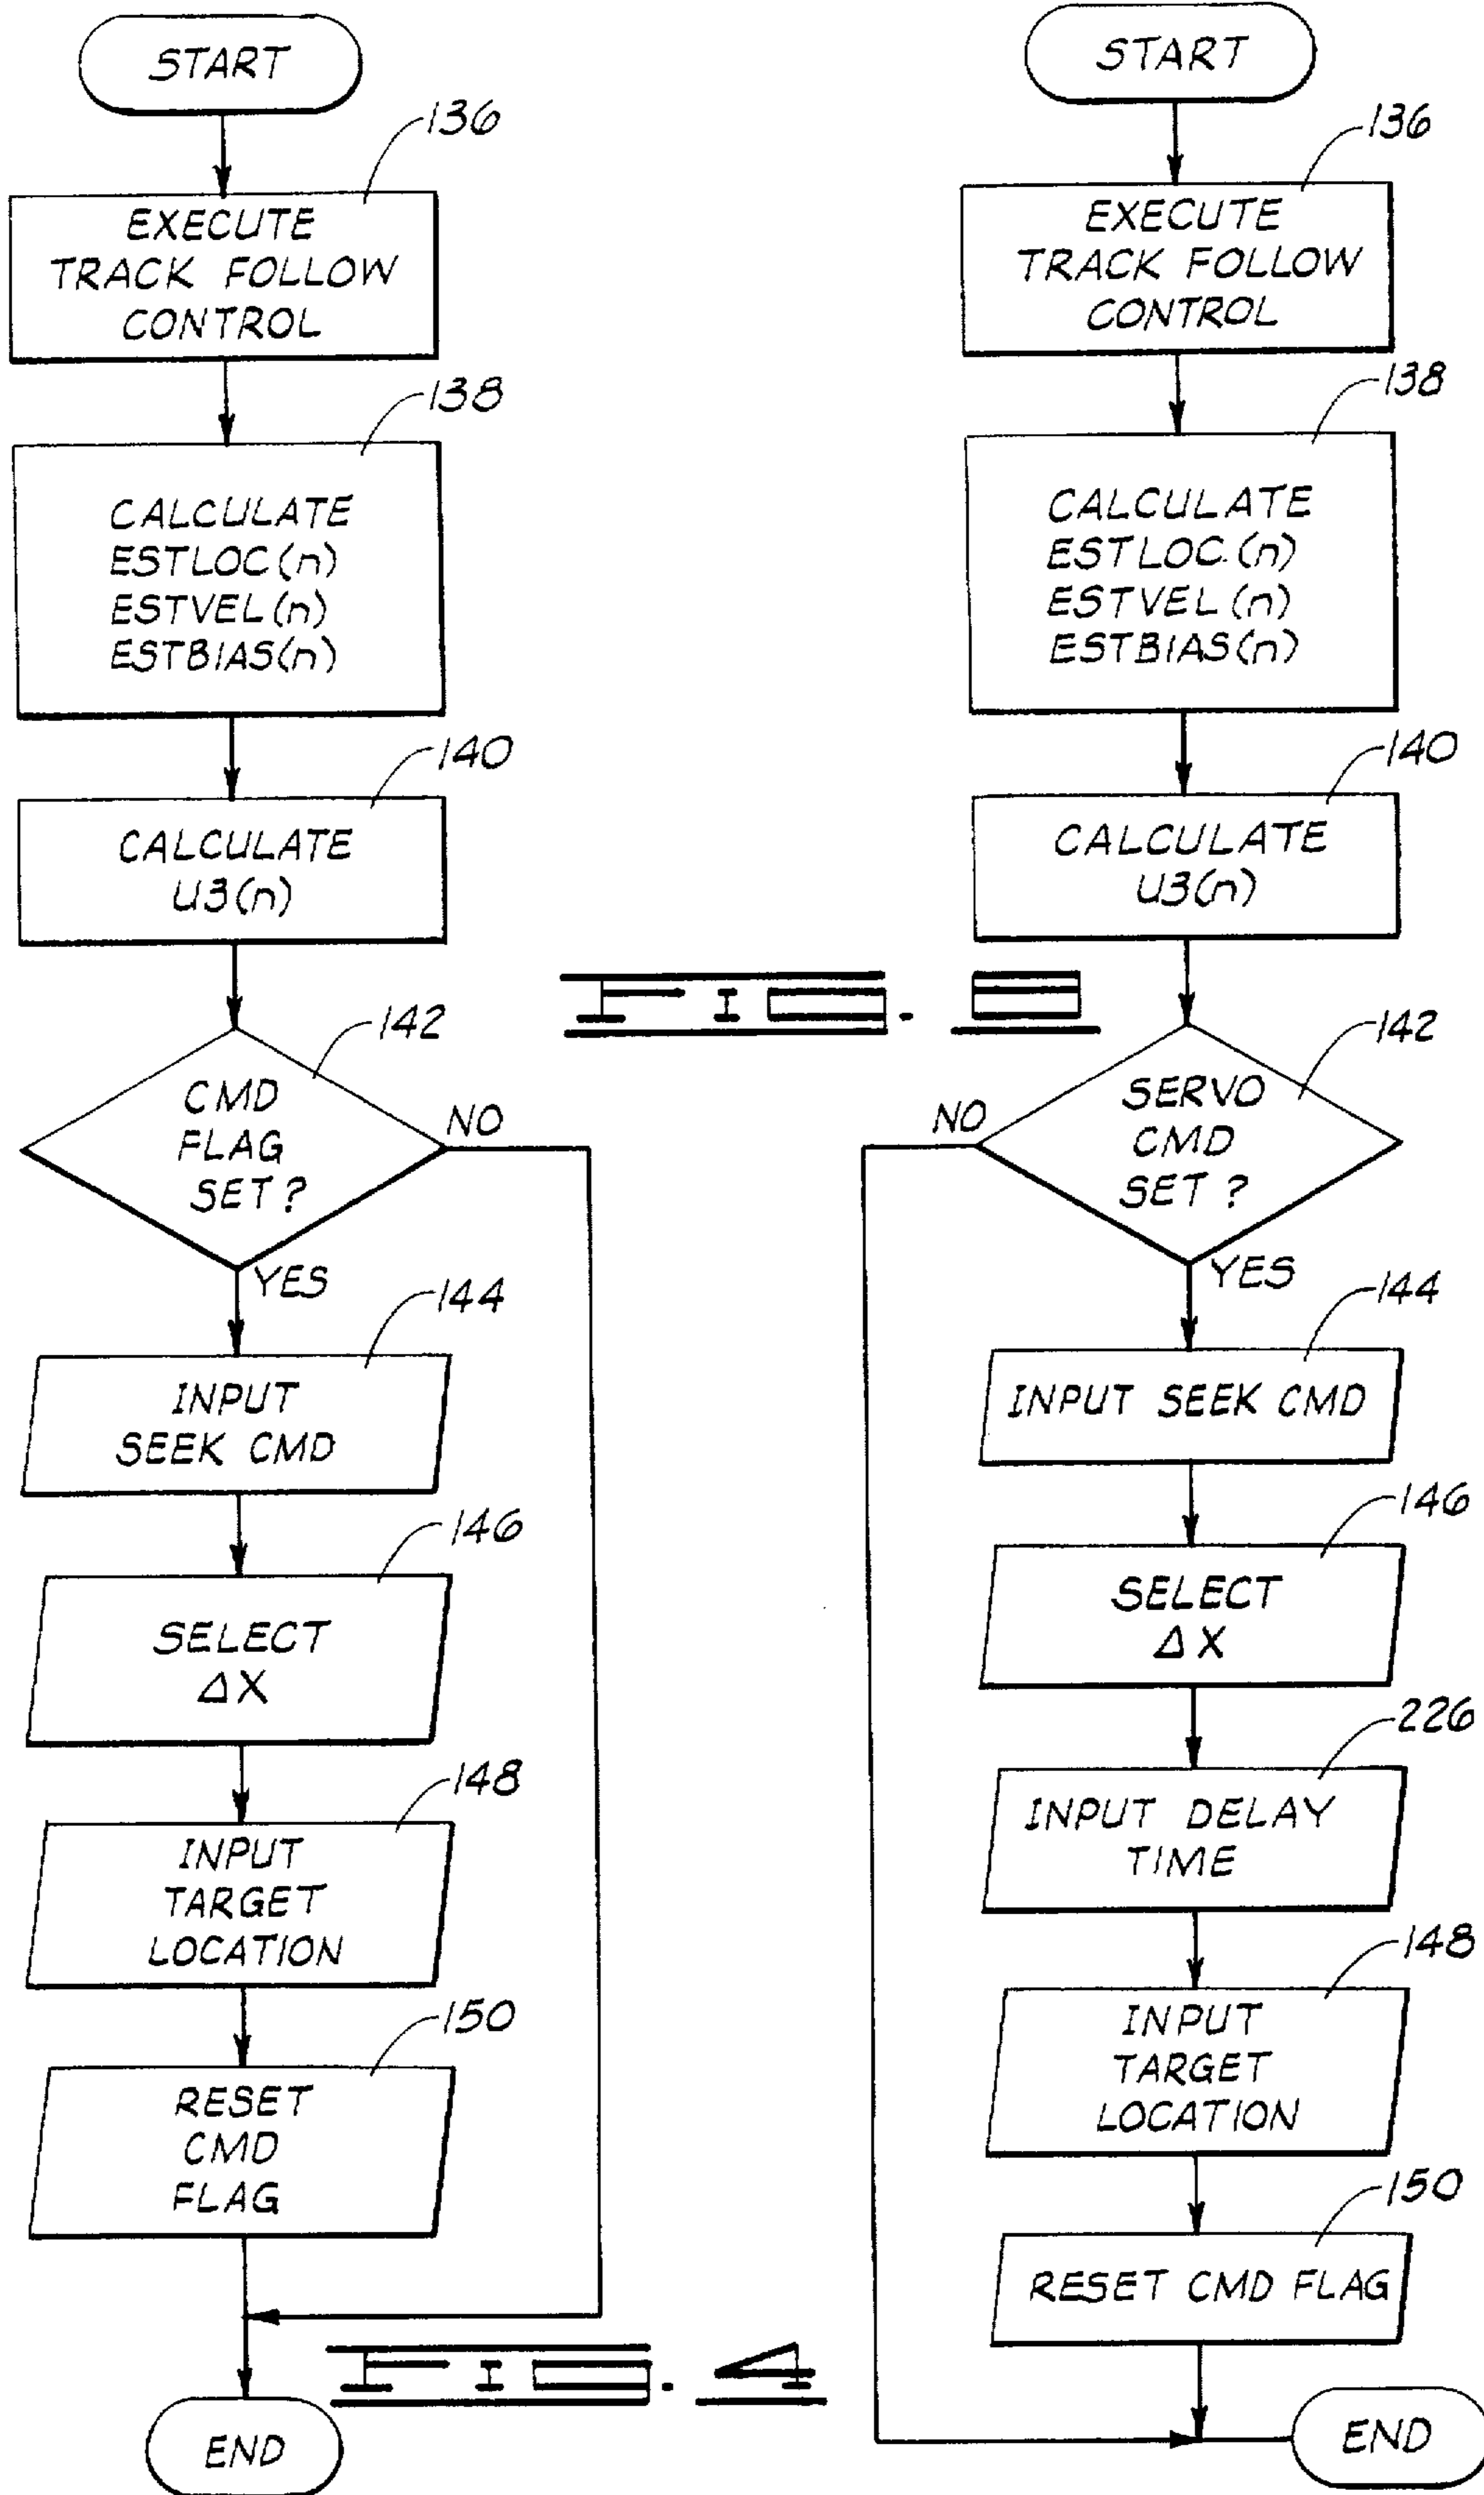 START
136
EXECUTE
TRACK FOLLOW
CONTROL
138
CALCULATE
ESTLOC(n)
ESTVEL(n)
ESTBIAS(n)
140
CALCULATE
U3(n)
142
CMD
FLAG
SET?
NO
YES
144
INPUT
SEEK CMD
146
SELECT
ΔX
148
INPUT
TARGET
LOCATION
150
RESET
CMD
FLAG
END
FIG. 4
START
136
EXECUTE
TRACK FOLLOW
CONTROL
138
CALCULATE
ESTLOC.(n)
ESTVEL(n)
ESTBIAS(n)
140
CALCULATE
U3(n)
142
SERVO
CMD
SET?
NO
YES
144
INPUT SEEK CMD
146
SELECT
ΔX
226
INPUT DELAY
TIME
148
INPUT
TARGET
LOCATION
150
RESET CMD FLAG
END
FIG. 8